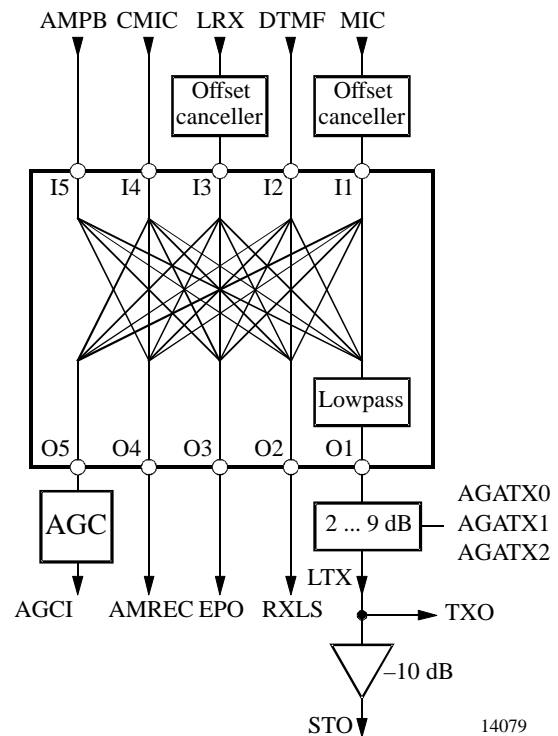 AMPB CMIC LRX DTMF MIC
Offset
canceller
Offset
canceller
I5 I4 I3 I2 I1
Lowpass
O5 O4 O3 O2 O1
AGC
2 ... 9 dB
AGATX0
AGATX1
AGATX2
LTX
AGCI AMREC EPO RXLS
TXO
–10 dB
STO
14079